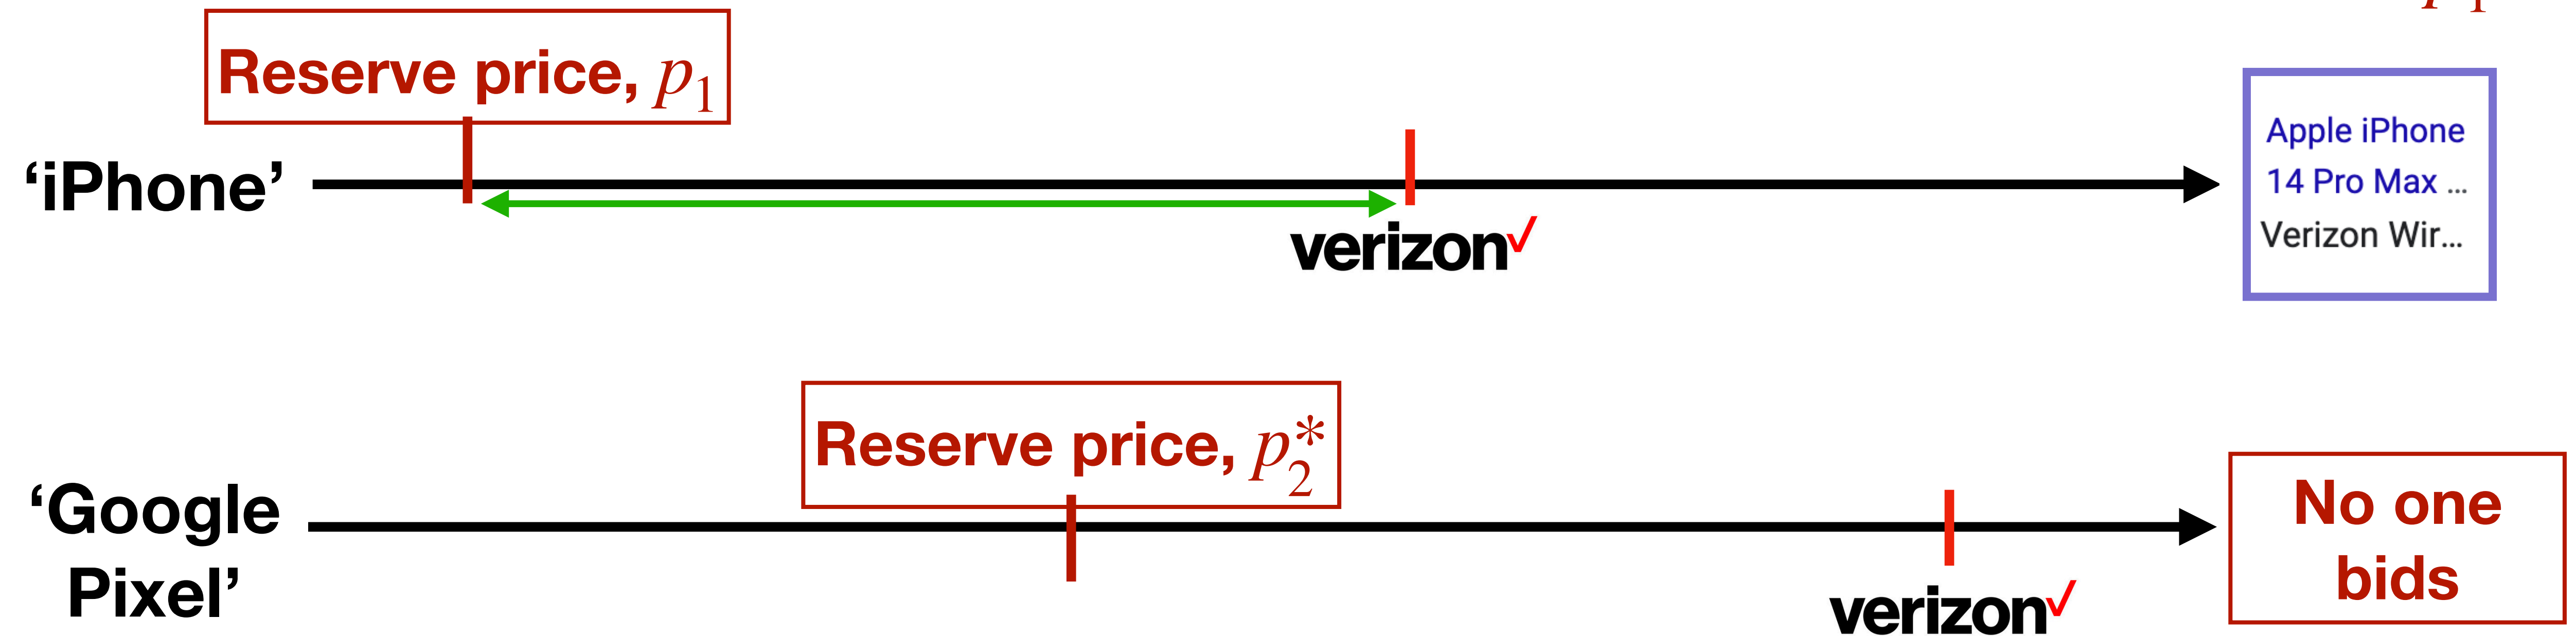 p₁
Reserve price, p₁
‘iPhone’
verizon✓
Apple iPhone
14 Pro Max ...
Verizon Wir...
Reserve price, p₂*
‘Google
Pixel’
verizon✓
No one
bids